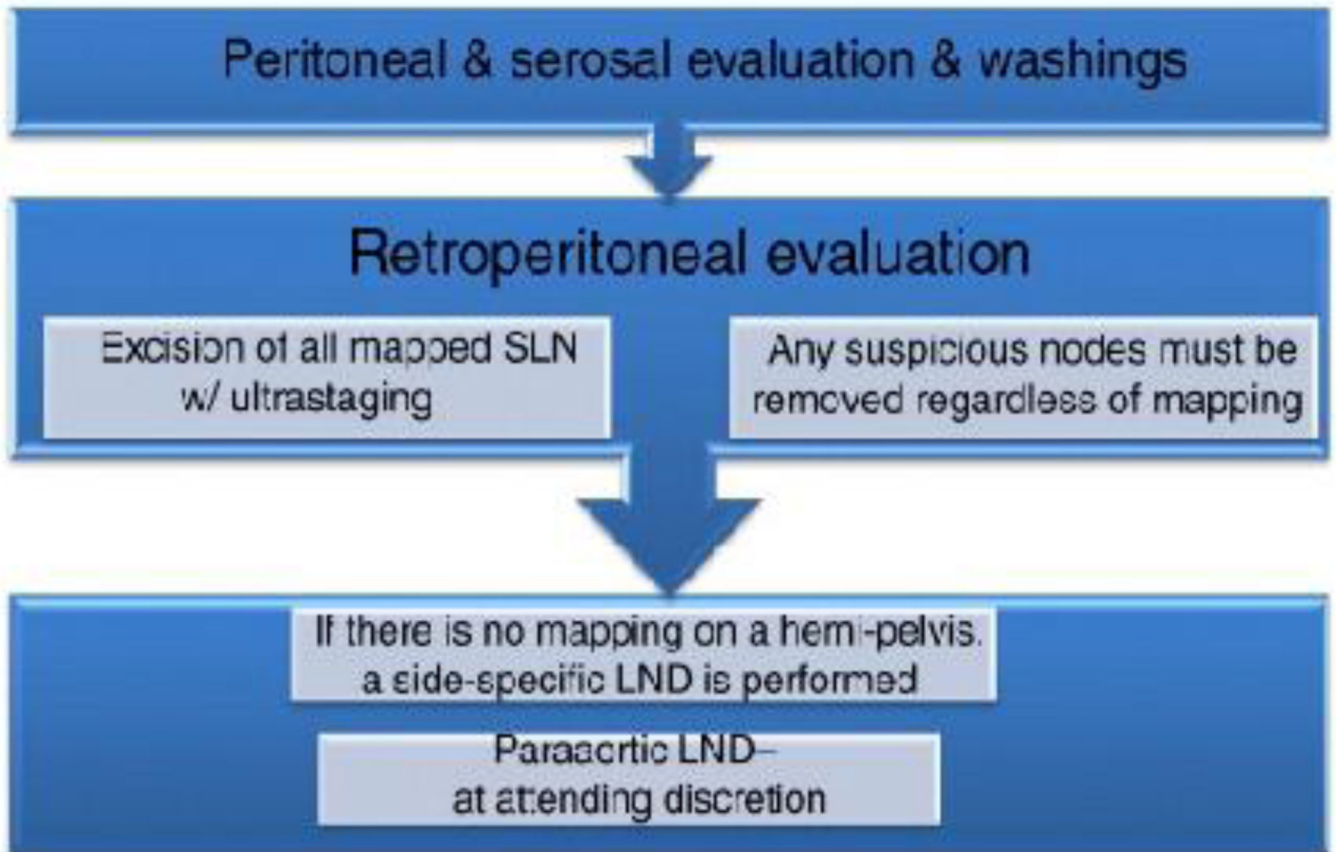 Peritoneal & serosal evaluation & washings
Retroperitoneal evaluation
Excision of all mapped SLN
w/ ultrastaging
Any suspicious nodes must be
removed regardless of mapping
If there is no mapping on a hemi-pelvis,
a side-specific LND is performed
Paraaortic LND–
at attending discretion